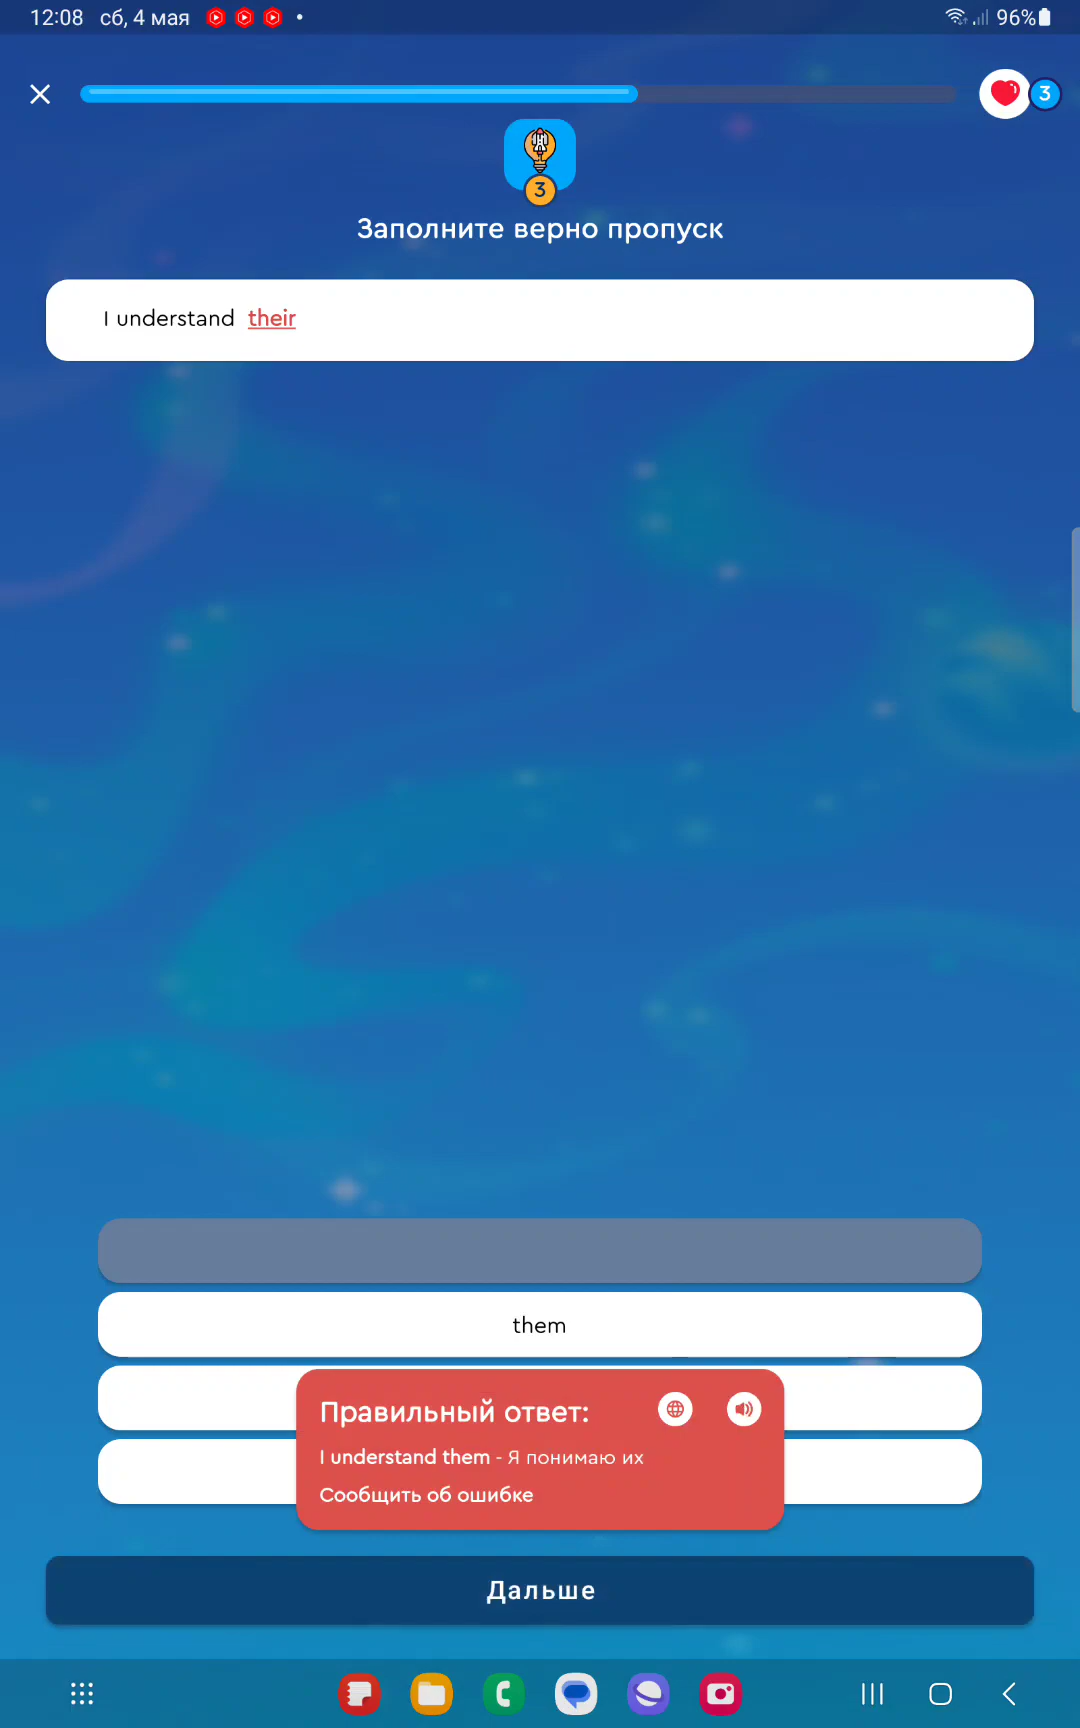 12:08 сб, 4 мая 96%
3
3
Заполните верно пропуск
I understand their
them
Правильный ответ:
I understand them - Я понимаю их
Сообщить об ошибке
Дальше